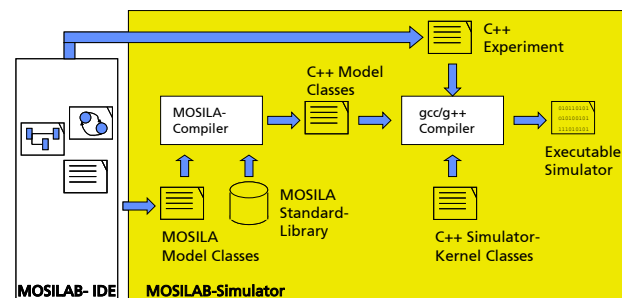 C++
Experiment
C++ Model
Classes
MOSILA-
Compiler
gcc/g++
Compiler
010110101
010100101
111010101
Executable
Simulator
MOSILA
Standard-
Library
MOSILA
Model Classes
C++ Simulator-
Kernel Classes
MOSILAB- IDE
MOSILAB-Simulator